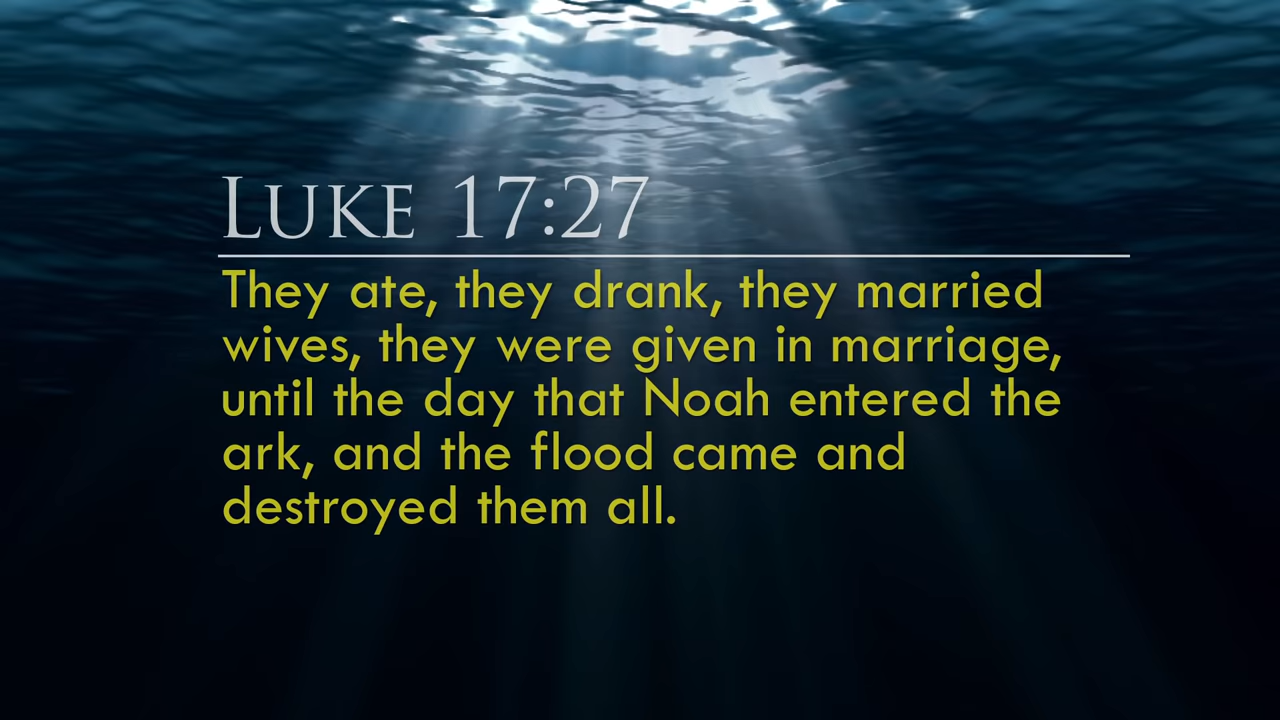 Luke 17:27
They ate, they drank, they married
wives, they were given in marriage,
until the day that Noah entered the
ark, and the flood came and
destroyed them all.